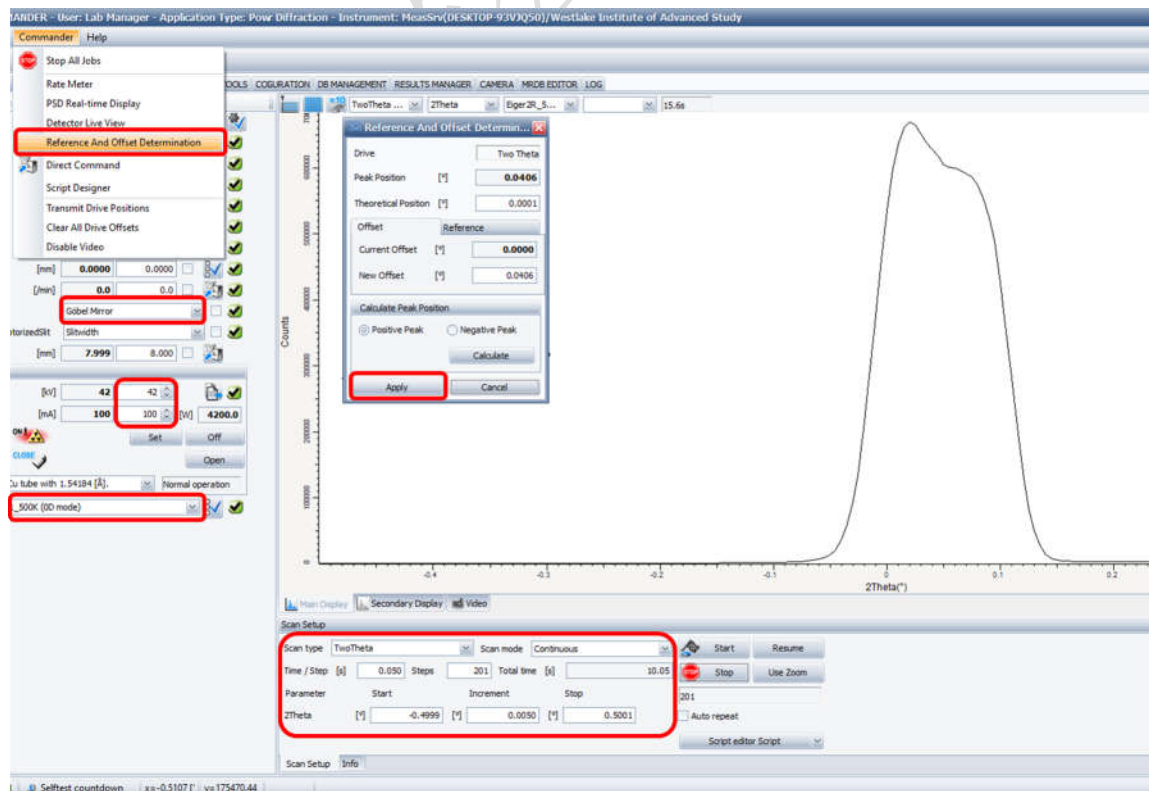 ANDER - User: Lab Manager - Application Type: Powr Diffraction - Instrument: MeasSrv(DESKTOP-93VJQ50)/Westlake Institute of Advanced Study
Commander Help
Stop All Jobs
Rate Meter
PSD Real-time Display
Detector Live View
Reference And Offset Determination
Direct Command
Script Designer
Transmit Drive Positions
Clear All Drive Offsets
Disable Video
OOLS COGURATION DB MANAGEMENT RESULTS MANAGER CAMERA MRDB EDITOR LOG
TwoTheta ... 2Theta Eiger2R_5... 15.6s
[mm] 0.0000 0.0000
[/min] 0.0 0.0
Göbel Mirror
otorizedSlit Slitwidth
[mm] 7.999 8.000
[kV] 42 42
[mA] 100 100 [W] 4200.0
ON! Set Off
CLOSE Open
Cu tube with 1.54184 [Å]. Normal operation
_500K (0D mode)
Reference And Offset Determin...
Drive Two Theta
Peak Position [°] 0.0406
Theoretical Position [°] 0.0001
Offset Reference
Current Offset [°] 0.0000
New Offset [°] 0.0406
Calculate Peak Position
Positive Peak Negative Peak
Calculate
Apply Cancel
Counts
600000
500000
400000
300000
200000
100000
0
-0.4 -0.3 -0.2 -0.1 0 0.1 0.2
2Theta(°)
Main Display Secondary Display Video
Scan Setup
Scan type TwoTheta Scan mode Continuous Start Resume
Time / Step [s] 0.050 Steps 201 Total time [s] 10.05 Stop Use Zoom
Parameter Start Increment Stop 201
2Theta [°] -0.4999 [°] 0.0050 [°] 0.5001 Auto repeat
Script editor Script
Scan Setup Info
Selftest countdown x=-0.5107 [° y=175470.44